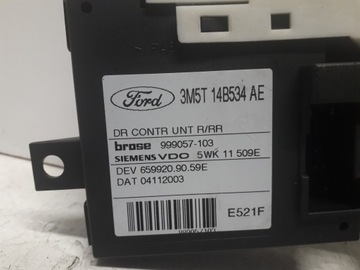 Ford 3M5T 14B534 AE
DR CONTR UNT R/RR
brose 999057-103
SIEMENS VDO 5WK 11 509E
DEV 659920.90.59E
DAT 04112003
E521F